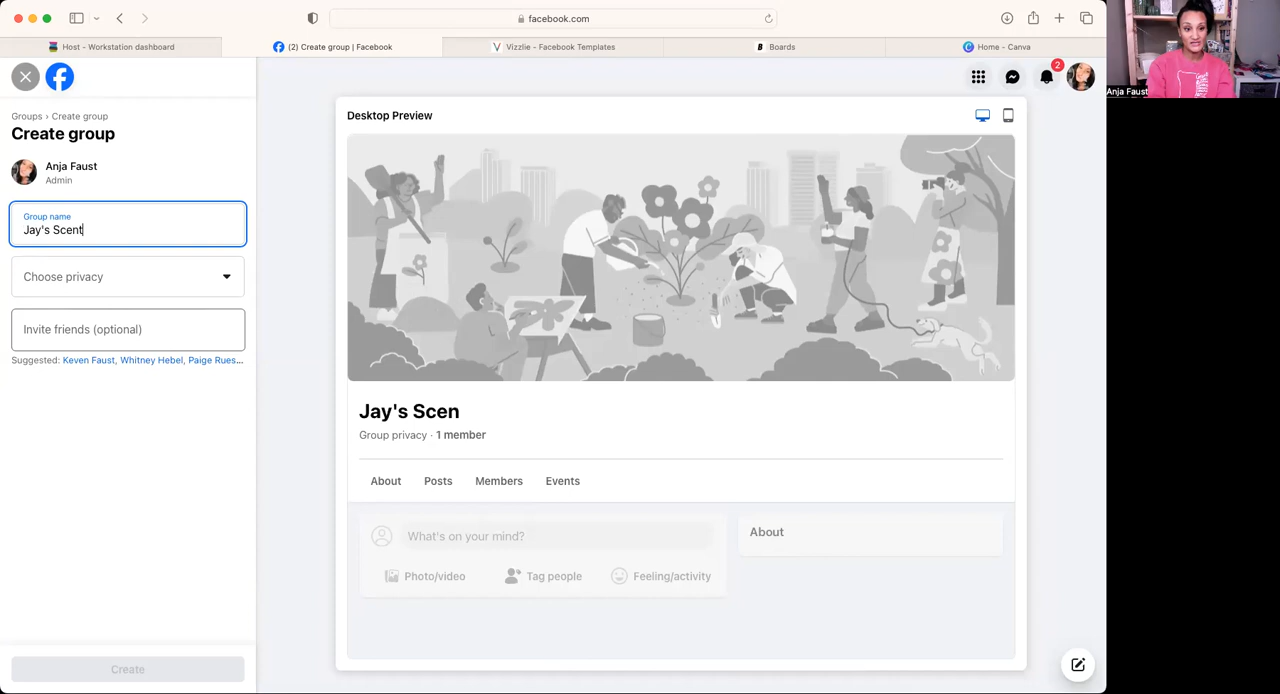 facebook.com
Host - Workstation dashboard
(2) Create group | Facebook
Vizzlie - Facebook Templates
Boards
Home - Canva
2
Anja Faust
Groups › Create group
Create group
Anja Faust
Admin
Group name
Jay's Scent
Choose privacy
Invite friends (optional)
Suggested: Keven Faust, Whitney Hebel, Paige Rues...
Create
Desktop Preview
Jay's Scen
Group privacy · 1 member
About Posts Members Events
What's on your mind?
Photo/video Tag people Feeling/activity
About